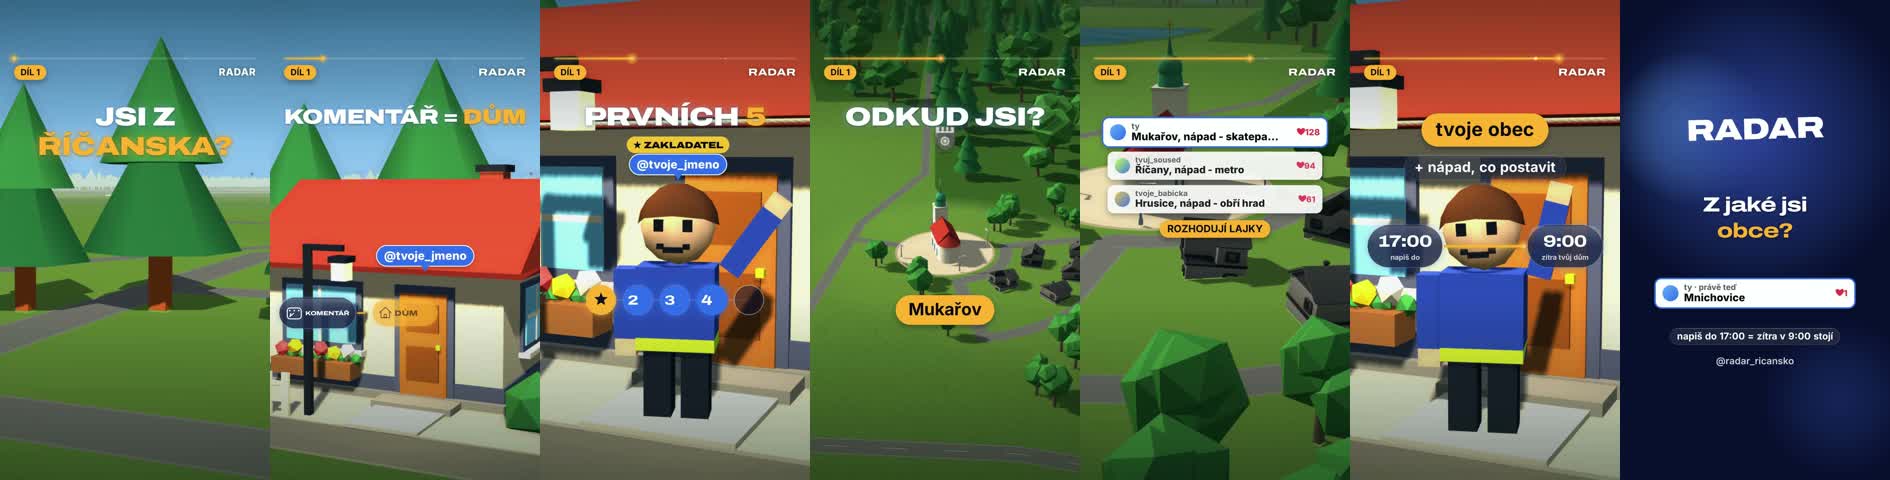 DÍL 1
RADAR
JSI Z
ŘÍČANSKA?
DÍL 1
RADAR
KOMENTÁŘ = DŮM
@tvoje_jmeno
KOMENTÁŘ
DŮM
DÍL 1
RADAR
PRVNÍCH 5
★ ZAKLADATEL
@tvoje_jmeno
★ 2 3 4
DÍL 1
RADAR
ODKUD JSI?
Mukařov
DÍL 1
RADAR
ty
Mukařov, nápad - skatepa...
128
tvuj_soused
Říčany, nápad - metro
94
tvoje_babicka
Hrusice, nápad - obří hrad
61
ROZHODUJÍ LAJKY
DÍL 1
RADAR
tvoje obec
+ nápad, co postavit
17:00
napiš do
9:00
zítra tvůj dům
RADAR
Z jaké jsi
obce?
ty · právě teď
Mnichovice
1
napiš do 17:00 = zítra v 9:00 stojí
@radar_ricansko